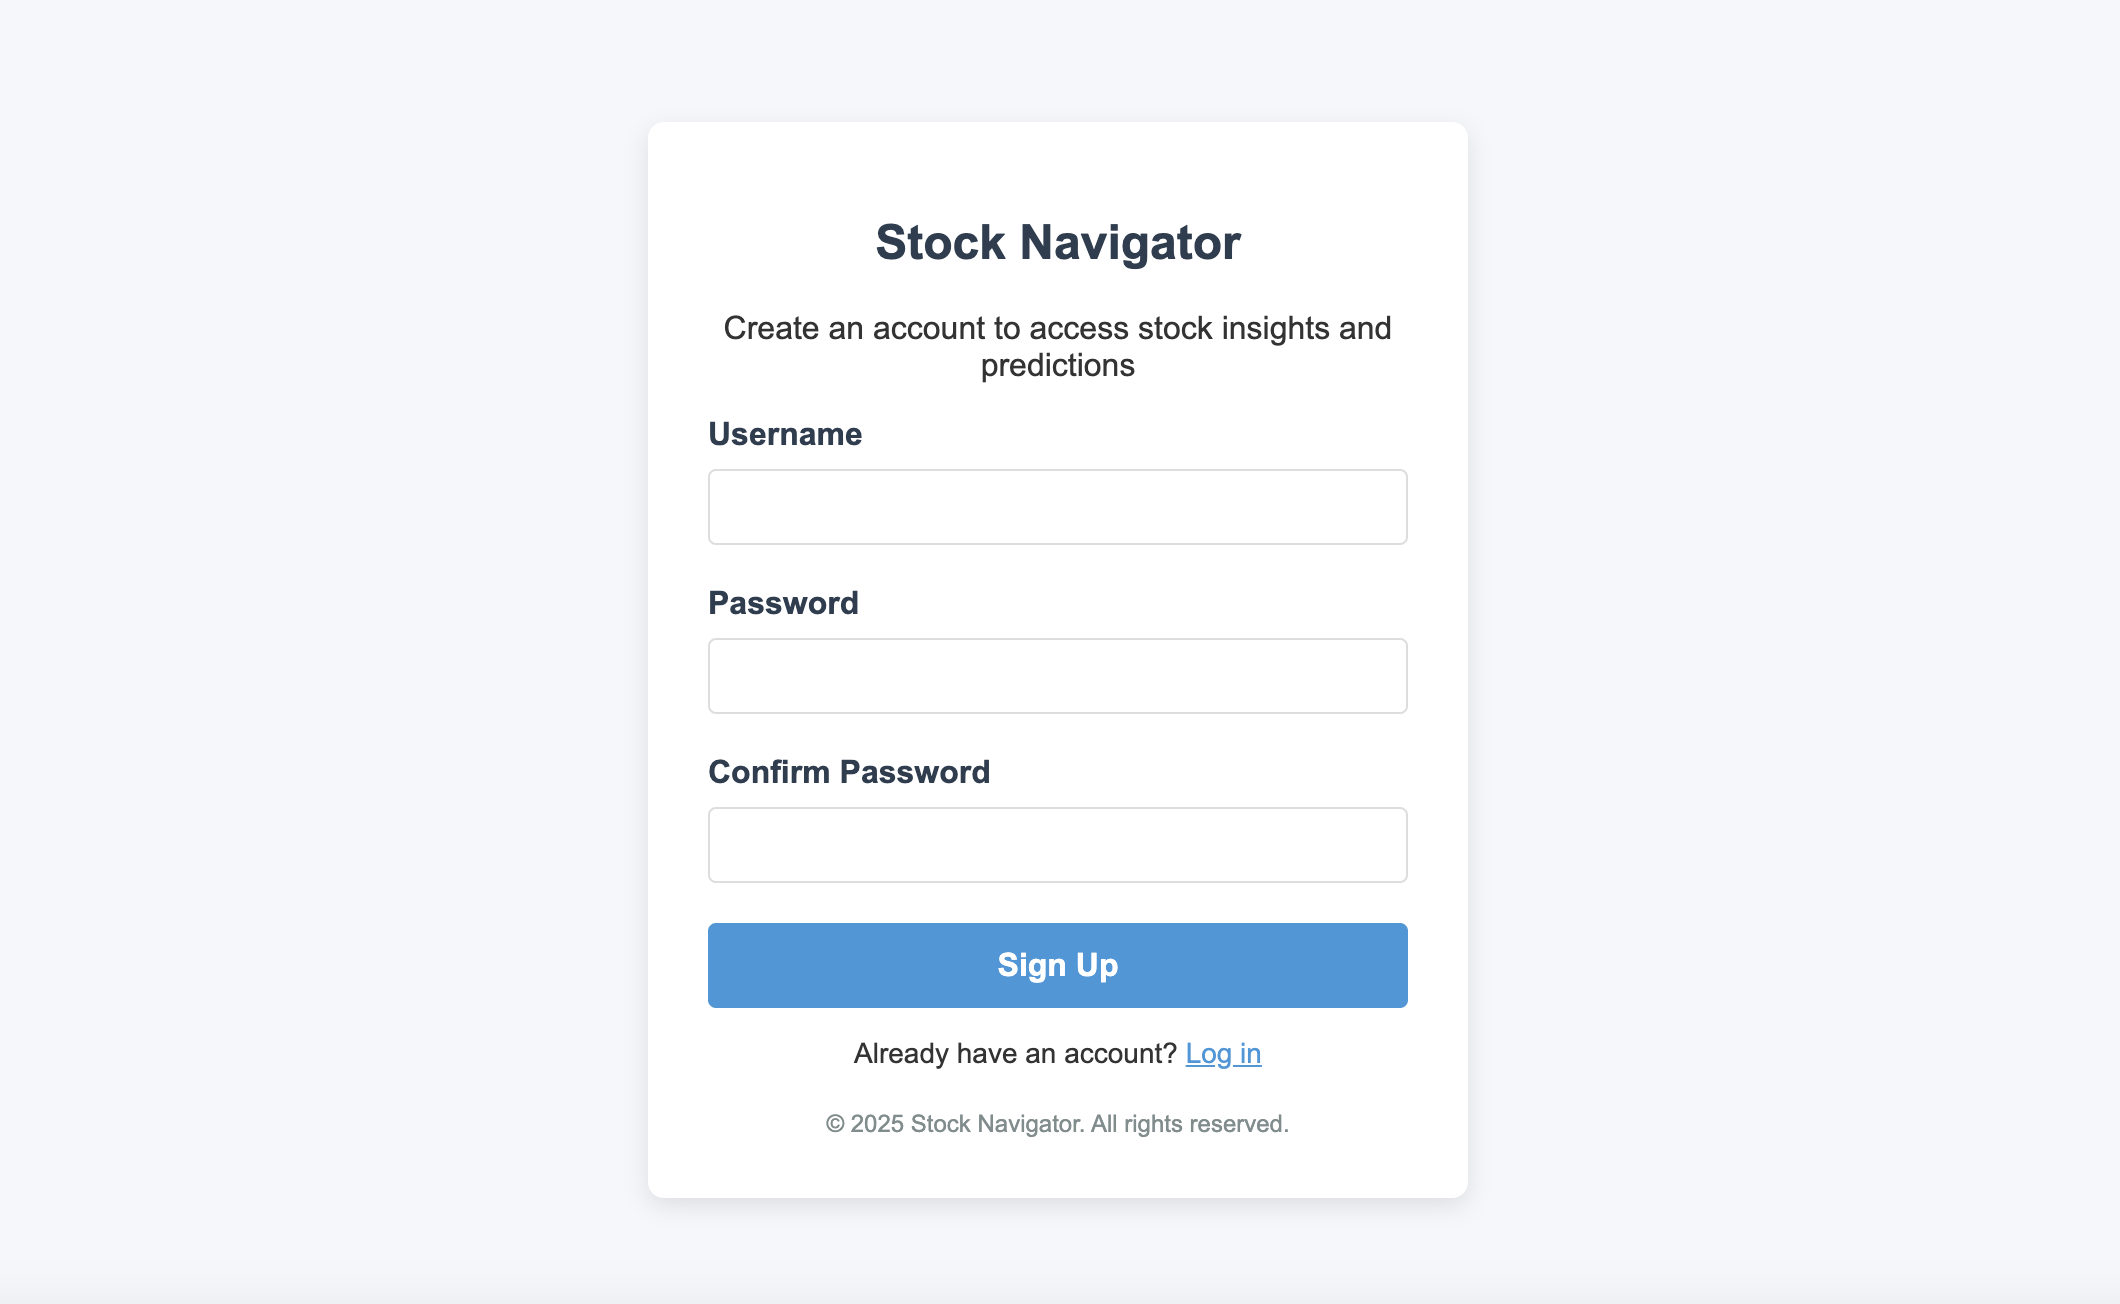 Stock Navigator
Create an account to access stock insights and
predictions
Username
Password
Confirm Password
Sign Up
Already have an account? Log in
© 2025 Stock Navigator. All rights reserved.